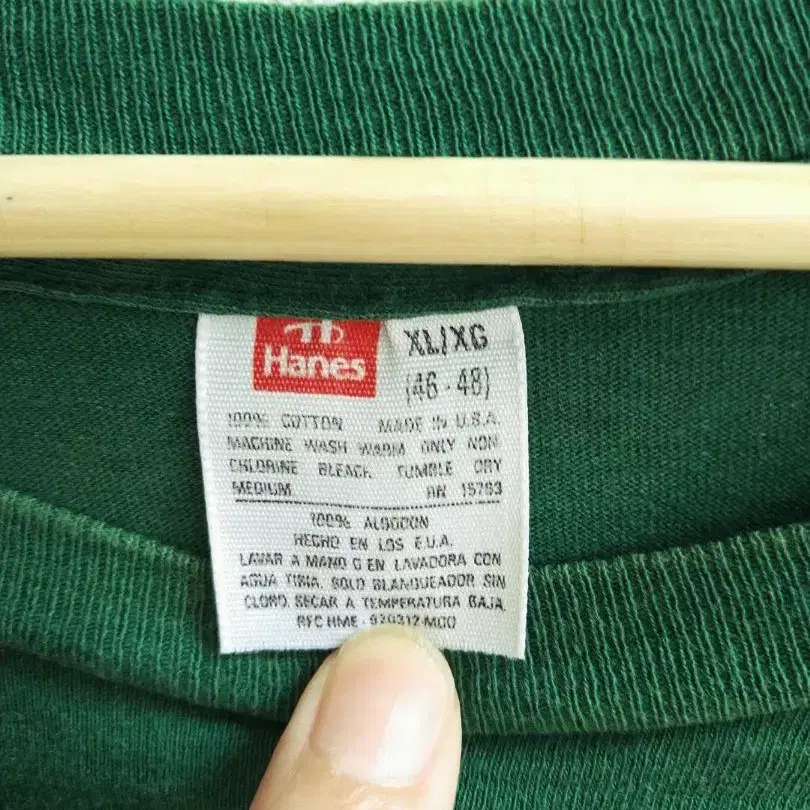 Hanes
XL/XG
(46-48)
100% COTTON MADE IN U.S.A.
MACHINE WASH WARM ONLY NON
CHLORINE BLEACH. TUMBLE DRY
MEDIUM RN 15763
100% ALGODON
HECHO EN LOS E.U.A.
LAVAR A MANO O EN LAVADORA CON
AGUA TIBIA. SOLO BLANQUEADOR SIN
CLORO. SECAR A TEMPERATURA BAJA.
RFC HME - 930312-MOO